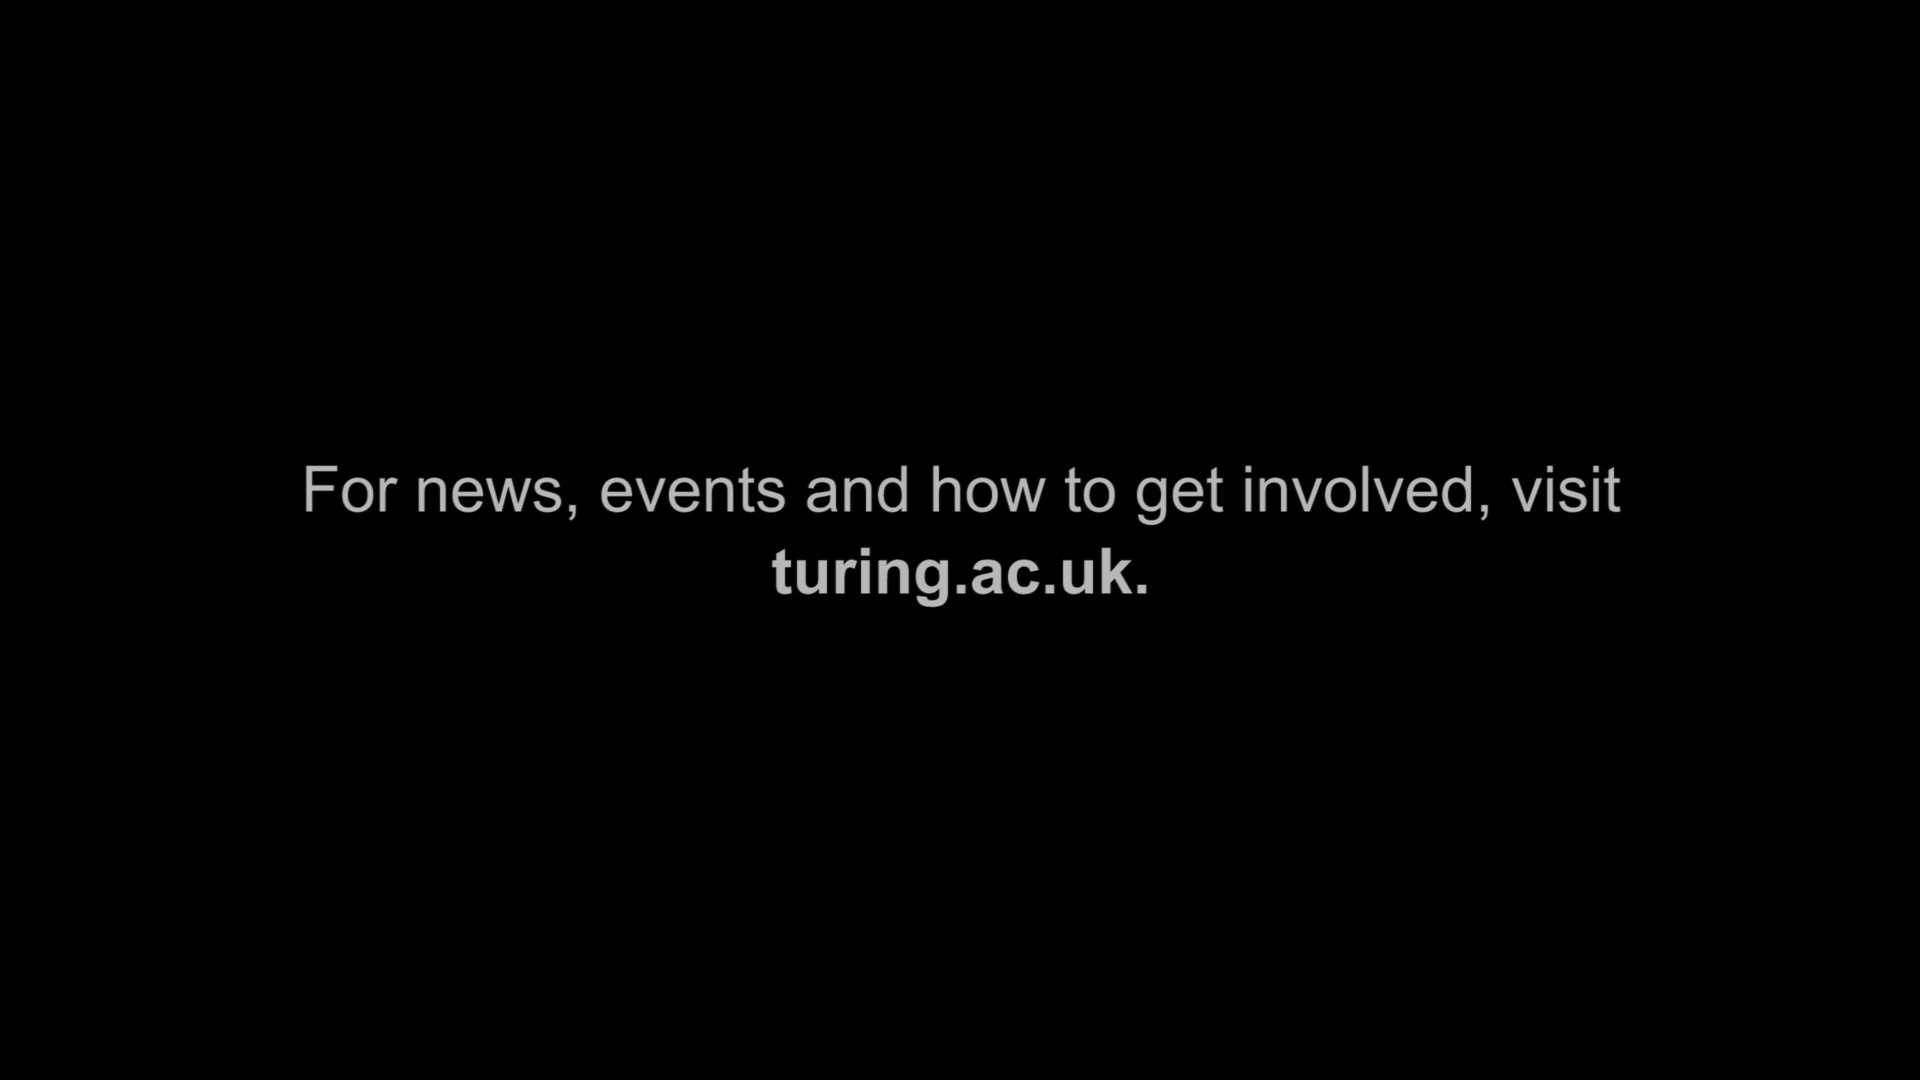 For news, events and how to get involved, visit
turing.ac.uk.